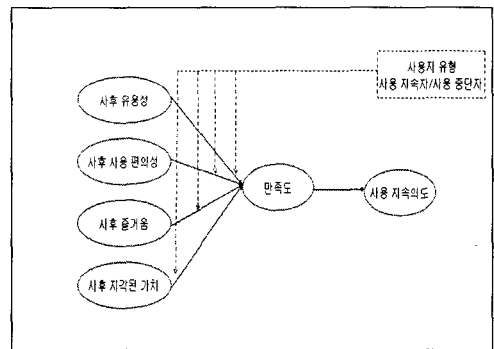 사용자 유형
사용 지속자/사용 중단자
사후 유용성
사후 사용 편의성
만족도
사용 지속의도
사후 즐거움
사후 지각된 가치